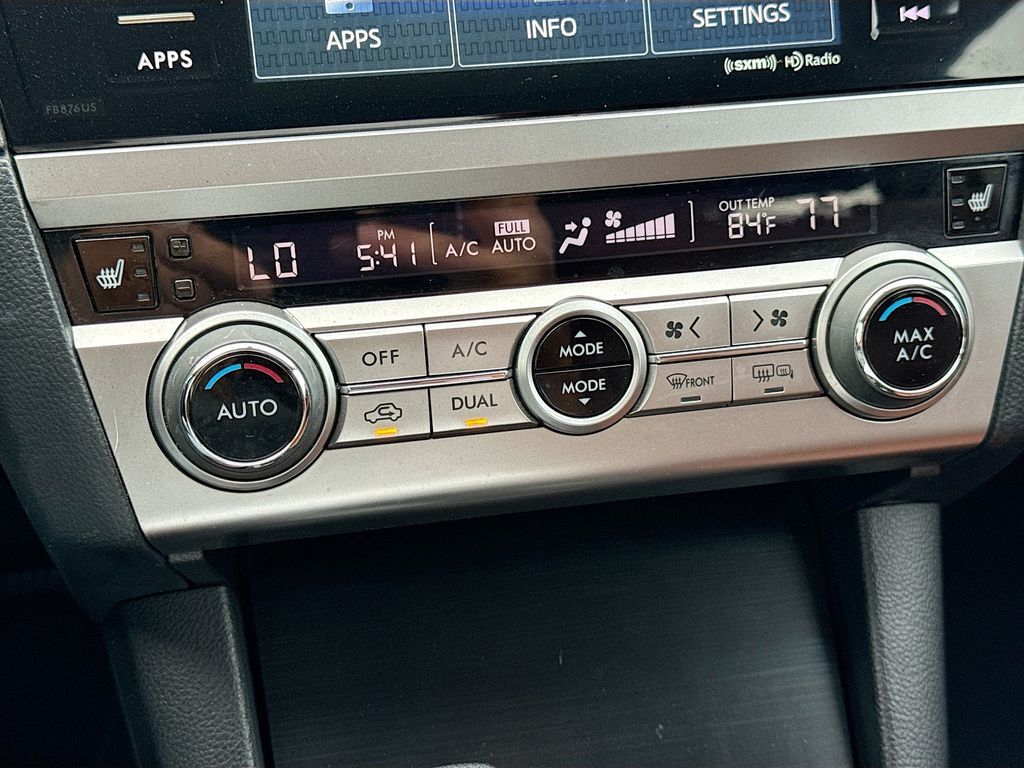 APPS
APPS
INFO
SETTINGS
((sxm))
HD Radio
FB876US
LO
PM
5:41
A/C
FULL
AUTO
OUT TEMP
84°F
77
AUTO
OFF
A/C
DUAL
MODE
MODE
FRONT
MAX
A/C